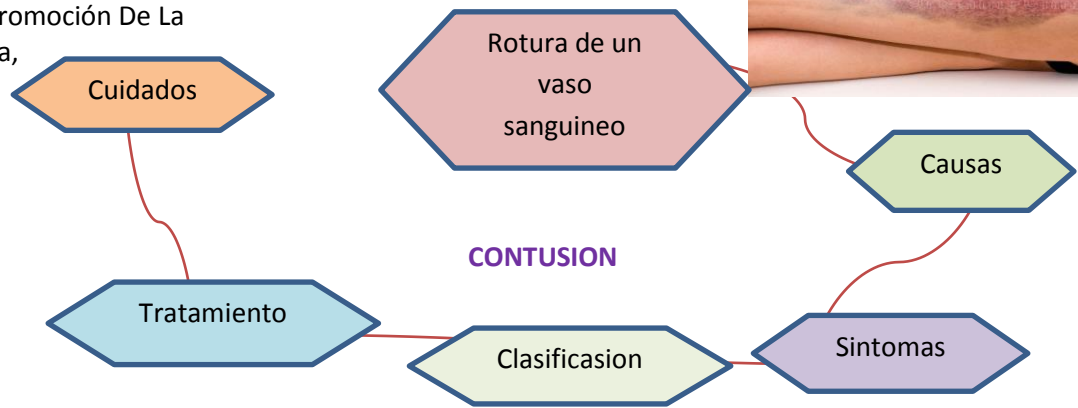 romoción De La
a,
Cuidados
Rotura de un
vaso
sanguineo
Causas
CONTUSION
Tratamiento
Clasificasion
Sintomas